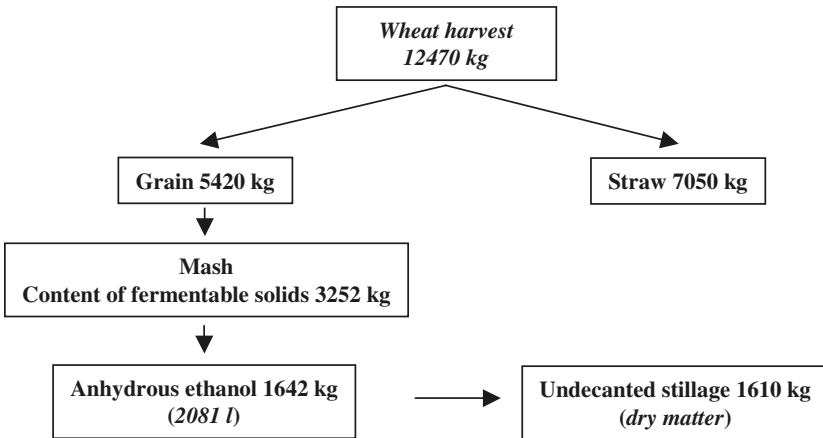 Wheat harvest
12470 kg
Grain 5420 kg
Straw 7050 kg
Mash
Content of fermentable solids 3252 kg
Anhydrous ethanol 1642 kg
(2081 l)
Undecanted stillage 1610 kg
(dry matter)